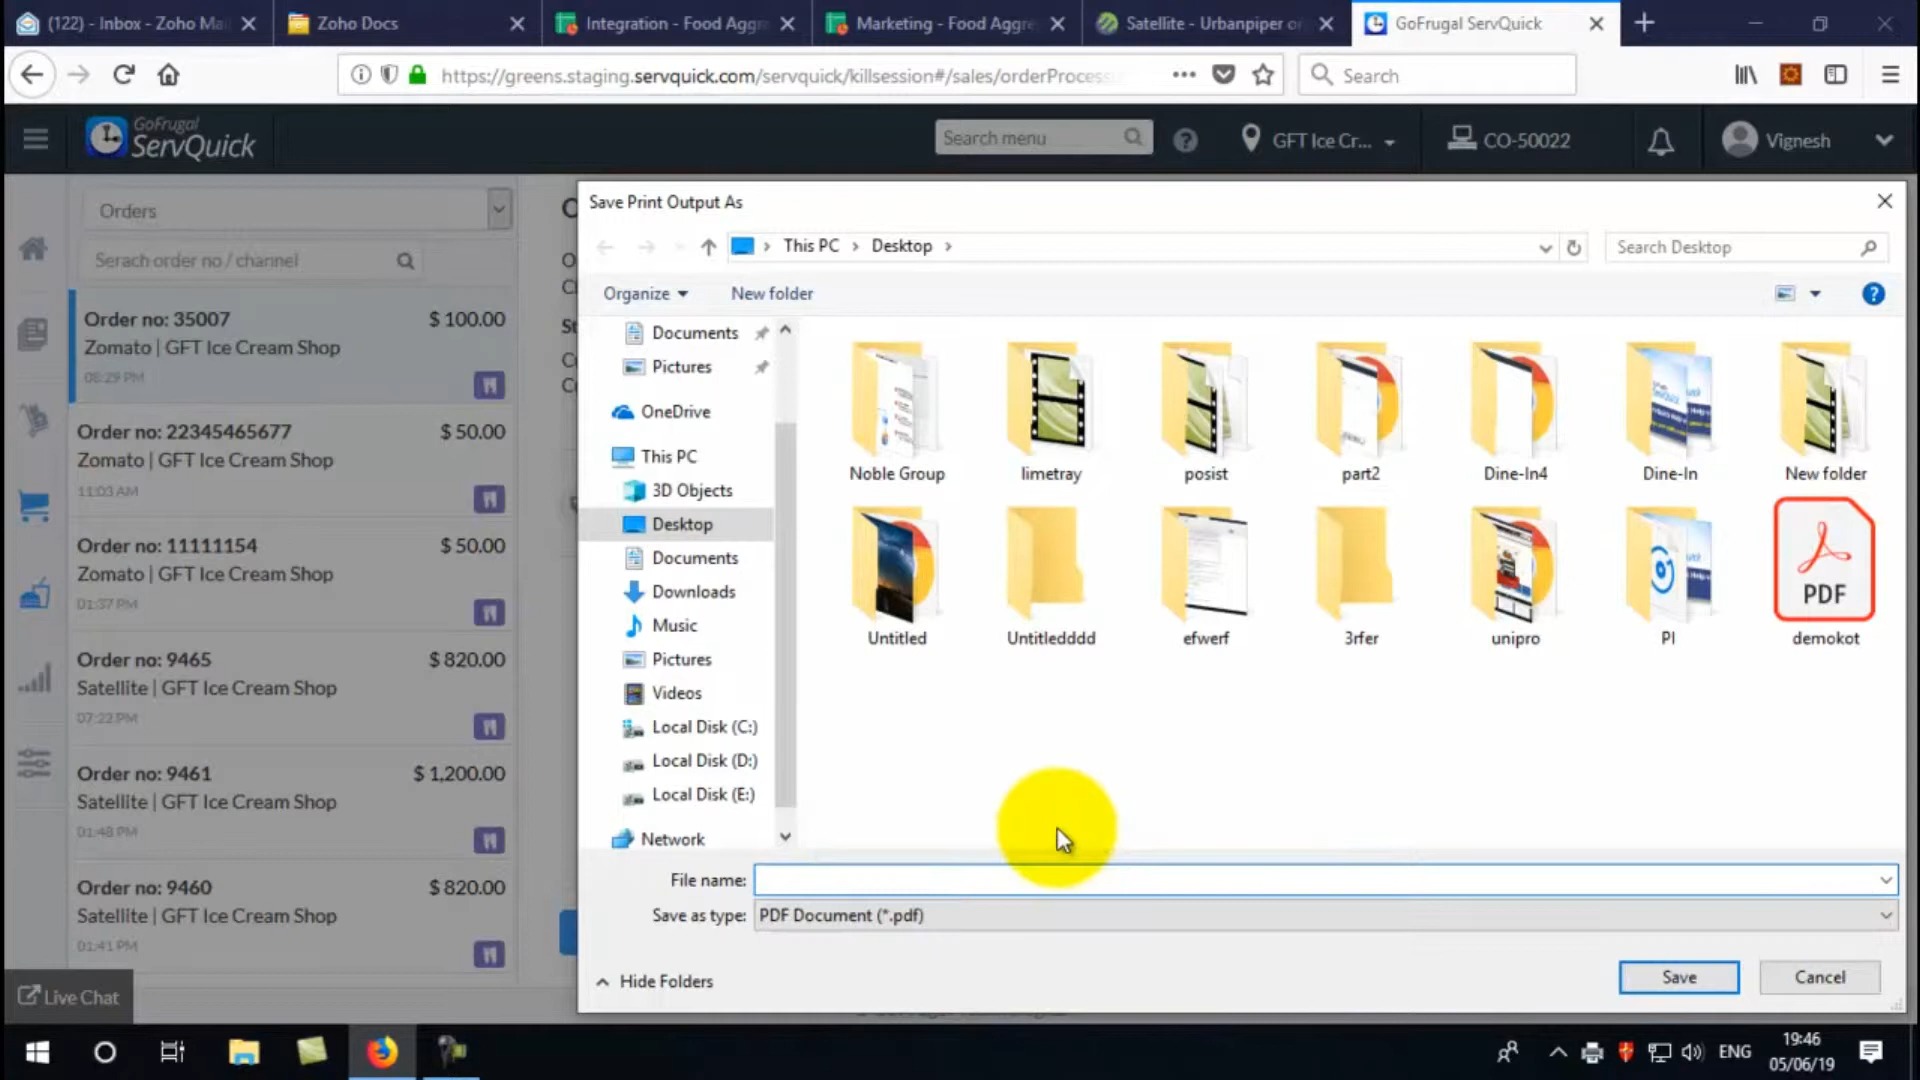 (122) - Inbox - Zoho Mai
Zoho Docs
Integration - Food Aggre
Marketing - Food Aggre
Satellite - Urbanpiper or
GoFrugal ServQuick
https://greens.staging.servquick.com/servquick/killsession#/sales/orderProcess
Search
GoFrugal
ServQuick
Search menu
GFT Ice Cr...
CO-50022
Vignesh
Orders
Serach order no / channel
Order no: 35007
$ 100.00
Zomato | GFT Ice Cream Shop
08:29 PM
Order no: 22345465677
$ 50.00
Zomato | GFT Ice Cream Shop
11:03 AM
Order no: 11111154
$ 50.00
Zomato | GFT Ice Cream Shop
01:37 PM
Order no: 9465
$ 820.00
Satellite | GFT Ice Cream Shop
07:22 PM
Order no: 9461
$ 1,200.00
Satellite | GFT Ice Cream Shop
01:48 PM
Order no: 9460
$ 820.00
Satellite | GFT Ice Cream Shop
01:41 PM
Live Chat
Save Print Output As
This PC
Desktop
Search Desktop
Organize
New folder
Documents
Pictures
OneDrive
This PC
3D Objects
Desktop
Documents
Downloads
Music
Pictures
Videos
Local Disk (C:)
Local Disk (D:)
Local Disk (E:)
Network
Noble Group
limetray
posist
part2
Dine-In4
Dine-In
New folder
PDF
Untitled
Untitledddd
efwerf
3rfer
unipro
PI
demokot
File name:
Save as type:
PDF Document (*.pdf)
Hide Folders
Save
Cancel
ENG
19:46
05/06/19